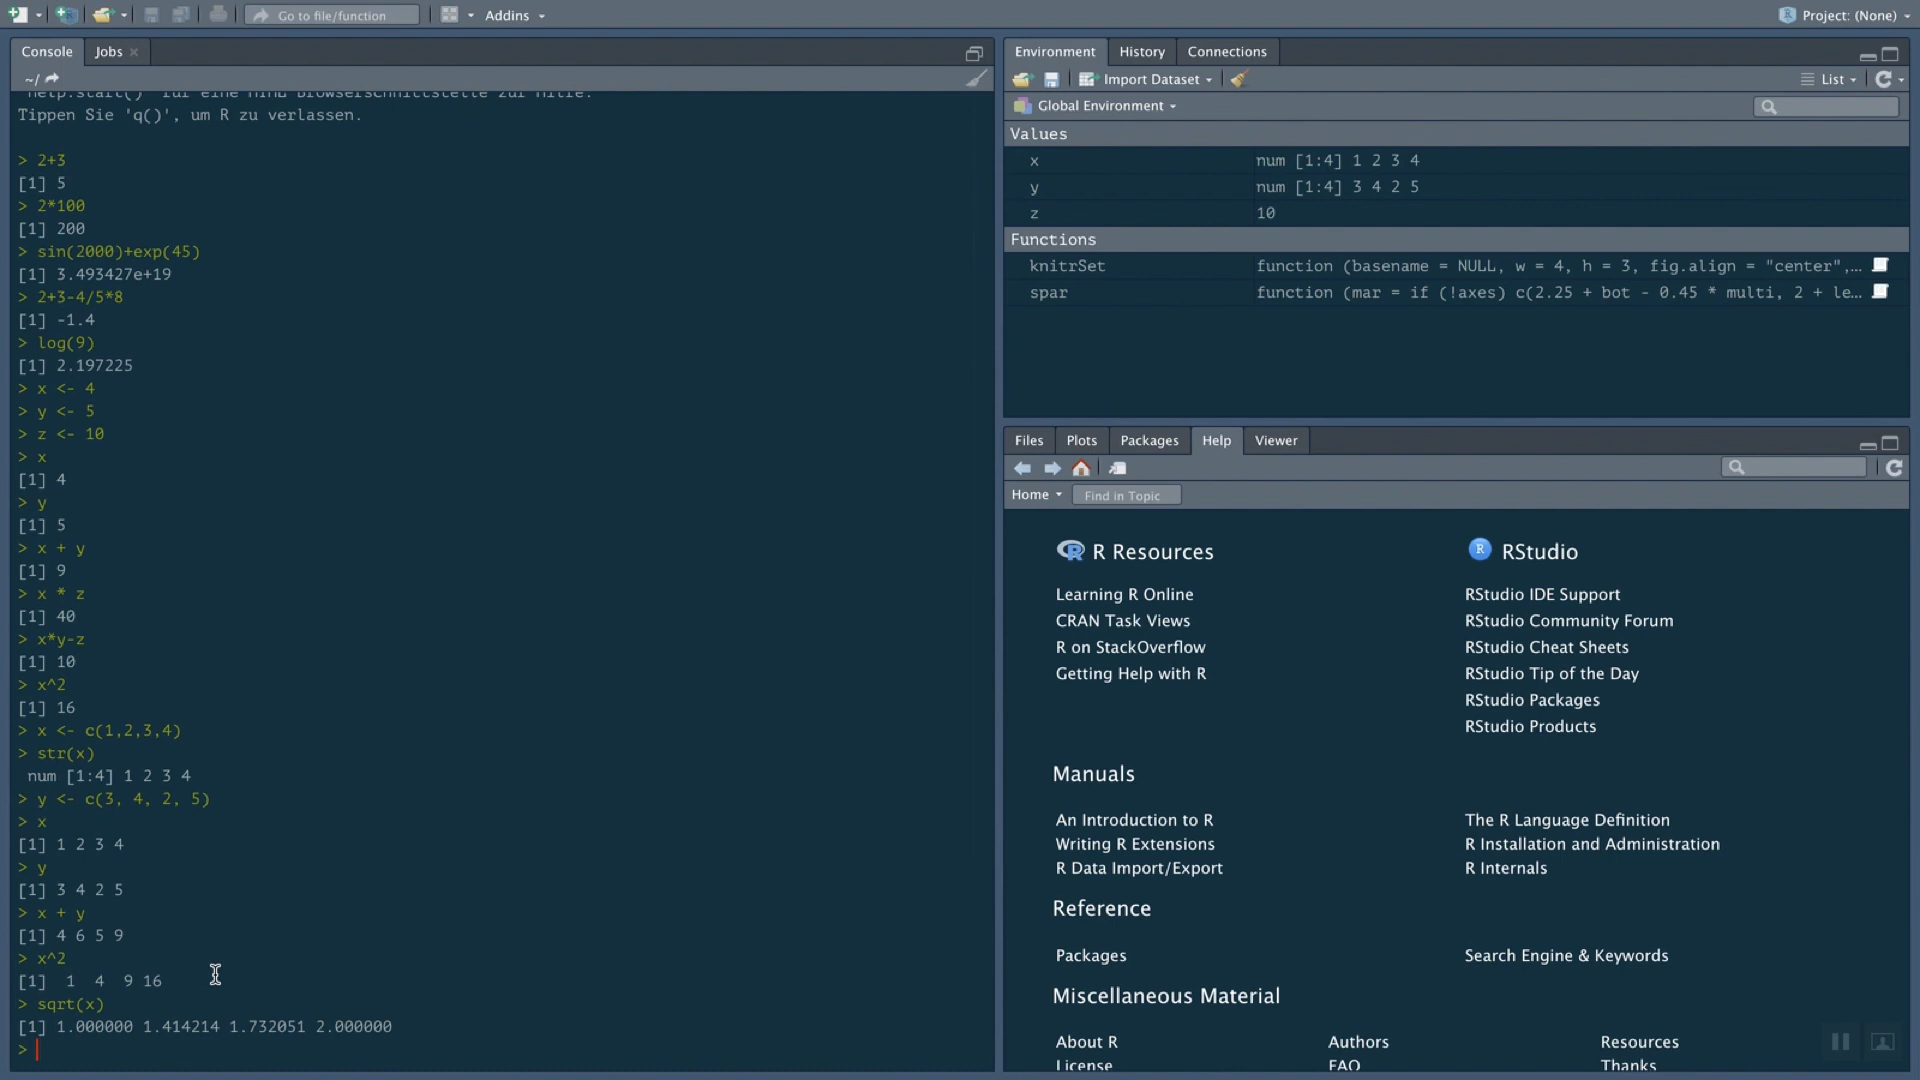 Go to file/function
Addins
Project: (None)
Console
Jobs
~/
'help.start()' für eine HTML Browserschnittstelle zur Hilfe.
Tippen Sie 'q()', um R zu verlassen.
> 2+3
[1] 5
> 2*100
[1] 200
> sin(2000)+exp(45)
[1] 3.493427e+19
> 2+3-4/5*8
[1] -1.4
> log(9)
[1] 2.197225
> x <- 4
> y <- 5
> z <- 10
> x
[1] 4
> y
[1] 5
> x + y
[1] 9
> x * z
[1] 40
> x*y-z
[1] 10
> x^2
[1] 16
> x <- c(1,2,3,4)
> str(x)
 num [1:4] 1 2 3 4
> y <- c(3, 4, 2, 5)
> x
[1] 1 2 3 4
> y
[1] 3 4 2 5
> x + y
[1] 4 6 5 9
> x^2
[1]  1  4  9 16
> sqrt(x)
[1] 1.000000 1.414214 1.732051 2.000000
>
Environment
History
Connections
Import Dataset
List
Global Environment
Values
x num [1:4] 1 2 3 4
y num [1:4] 3 4 2 5
z 10
Functions
knitrSet function (basename = NULL, w = 4, h = 3, fig.align = "center",…
spar function (mar = if (!axes) c(2.25 + bot - 0.45 * multi, 2 + le…
Files
Plots
Packages
Help
Viewer
Home
Find in Topic
R Resources
Learning R Online
CRAN Task Views
R on StackOverflow
Getting Help with R
R RStudio
RStudio IDE Support
RStudio Community Forum
RStudio Cheat Sheets
RStudio Tip of the Day
RStudio Packages
RStudio Products
Manuals
An Introduction to R
Writing R Extensions
R Data Import/Export
The R Language Definition
R Installation and Administration
R Internals
Reference
Packages
Search Engine & Keywords
Miscellaneous Material
About R
Authors
Resources
License
FAQ
Thanks